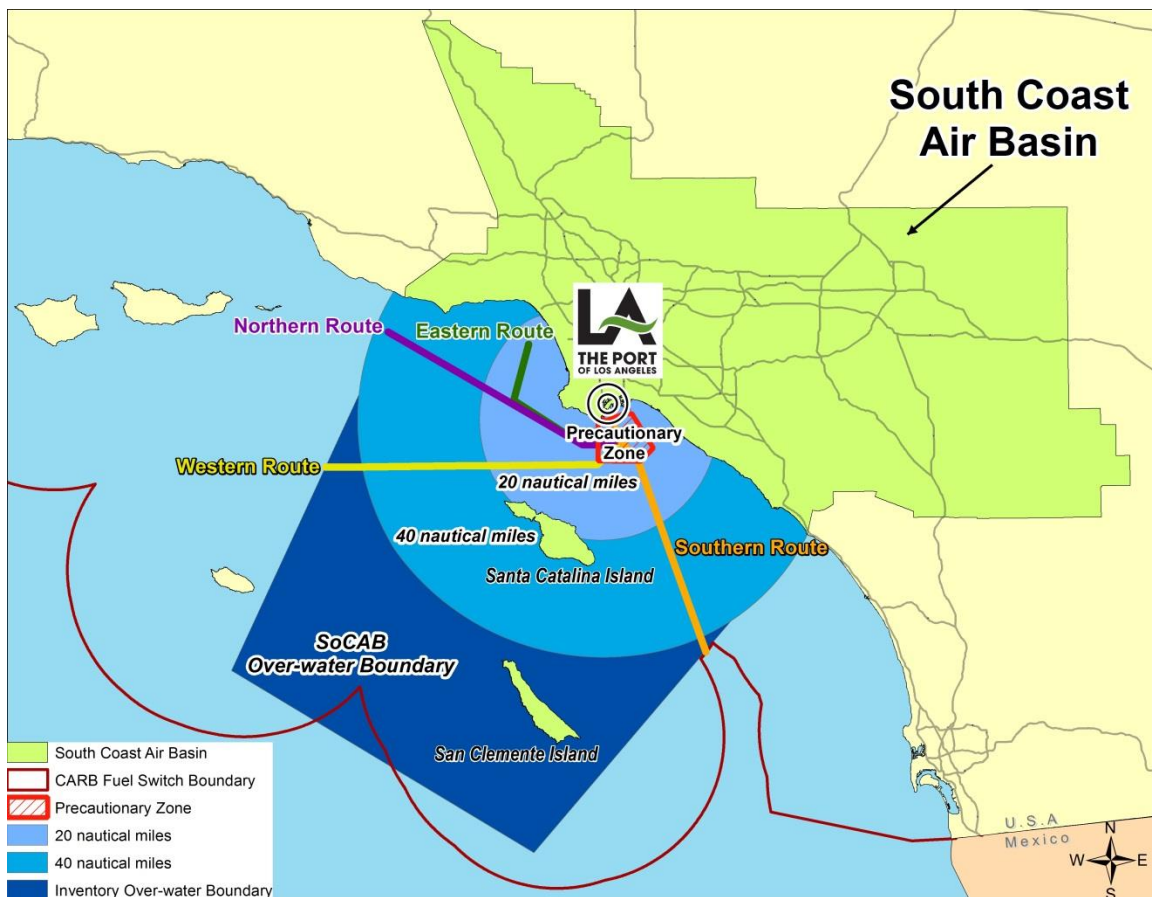 South Coast
Air Basin
Northern Route
Eastern Route
LA
THE PORT
OF LOS ANGELES
Precautionary
Zone
Western Route
20 nautical miles
40 nautical miles
Southern Route
Santa Catalina Island
SoCAB
Over-water Boundary
San Clemente Island
South Coast Air Basin
CARB Fuel Switch Boundary
Precautionary Zone
20 nautical miles
40 nautical miles
Inventory Over-water Boundary
U.S.A
Mexico
N
W
E
S